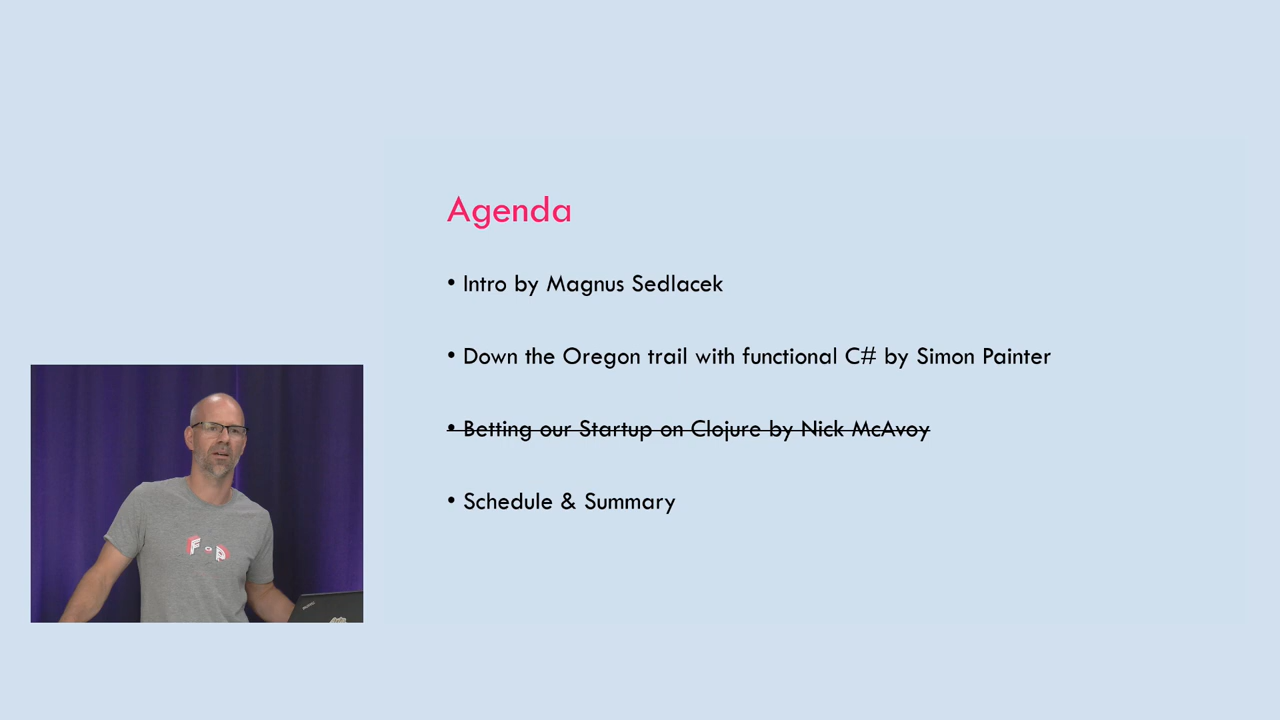 Agenda
• Intro by Magnus Sedlacek
• Down the Oregon trail with functional C# by Simon Painter
• Betting our Startup on Clojure by Nick McAvoy
• Schedule & Summary
F P